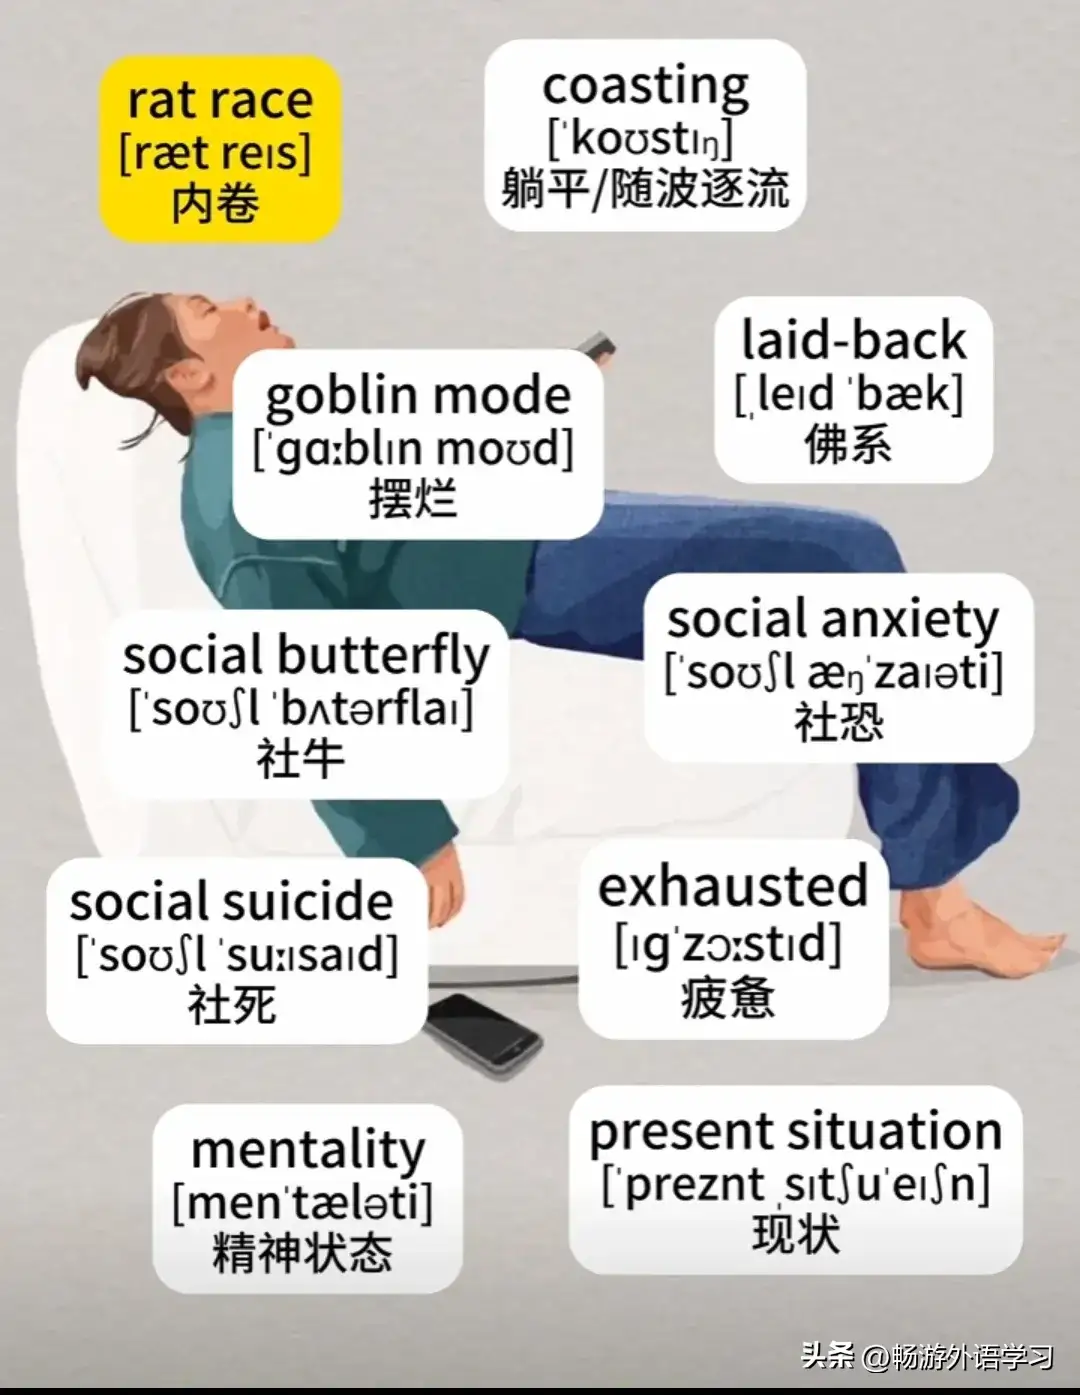 rat race
[ræt reɪs]
内卷
coasting
[ˈkoʊstɪŋ]
躺平/随波逐流
laid-back
[ˌleɪd ˈbæk]
佛系
goblin mode
[ˈɡɑːblɪn moʊd]
摆烂
social butterfly
[ˈsoʊʃl ˈbʌtərflaɪ]
社牛
social anxiety
[ˈsoʊʃl æŋˈzaɪəti]
社恐
social suicide
[ˈsoʊʃl ˈsuːɪsaɪd]
社死
exhausted
[ɪɡˈzɔːstɪd]
疲惫
mentality
[menˈtæləti]
精神状态
present situation
[ˈpreznt ˌsɪtʃuˈeɪʃn]
现状
头条 @畅游外语学习